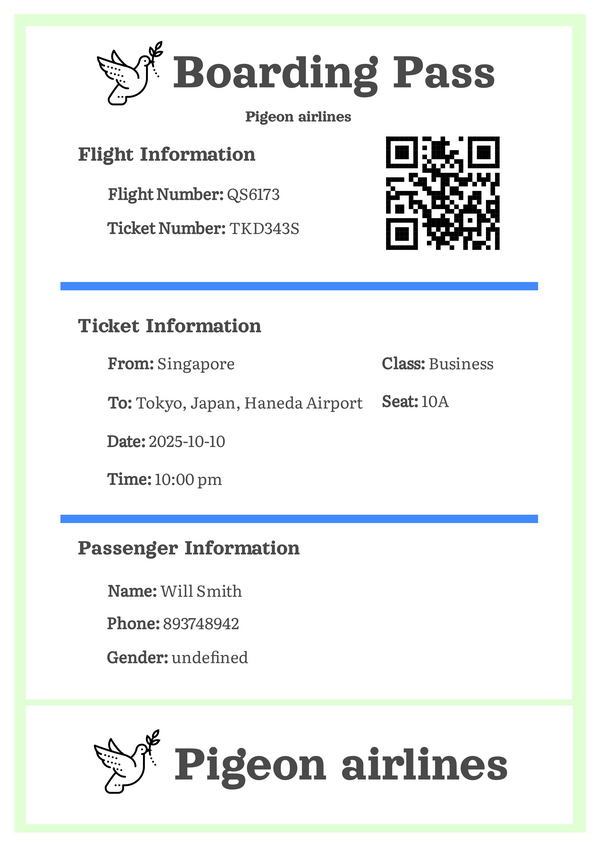 Boarding Pass
Pigeon airlines
Flight Information
Flight Number: QS6173
Ticket Number: TKD343S
Ticket Information
From: Singapore
Class: Business
To: Tokyo, Japan, Haneda Airport
Seat: 10A
Date: 2025-10-10
Time: 10:00 pm
Passenger Information
Name: Will Smith
Phone: 893748942
Gender: undefined
Pigeon airlines